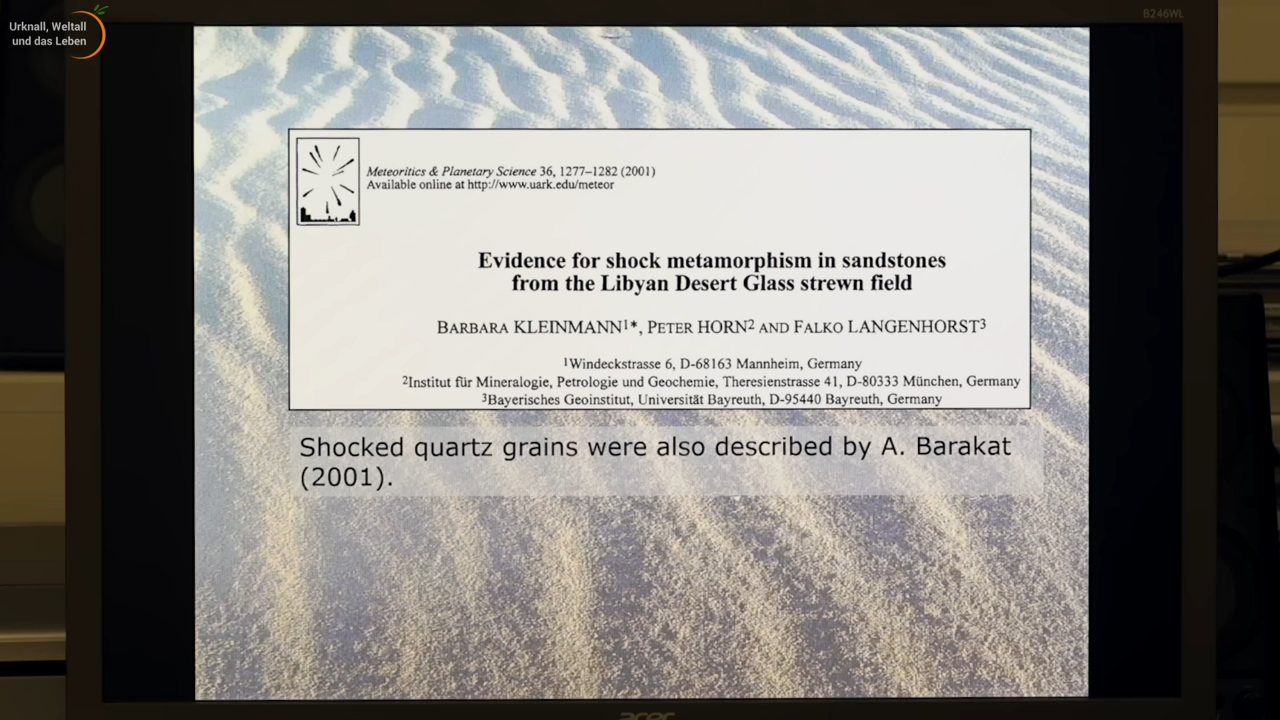 Urknall, Weltall
und das Leben
B246WL
Meteoritics & Planetary Science 36, 1277–1282 (2001)
Available online at http://www.uark.edu/meteor
Evidence for shock metamorphism in sandstones
from the Libyan Desert Glass strewn field
BARBARA KLEINMANN1*, PETER HORN2 AND FALKO LANGENHORST3
1Windeckstrasse 6, D-68163 Mannheim, Germany
2Institut für Mineralogie, Petrologie und Geochemie, Theresienstrasse 41, D-80333 München, Germany
3Bayerisches Geoinstitut, Universität Bayreuth, D-95440 Bayreuth, Germany
Shocked quartz grains were also described by A. Barakat
(2001).
acer